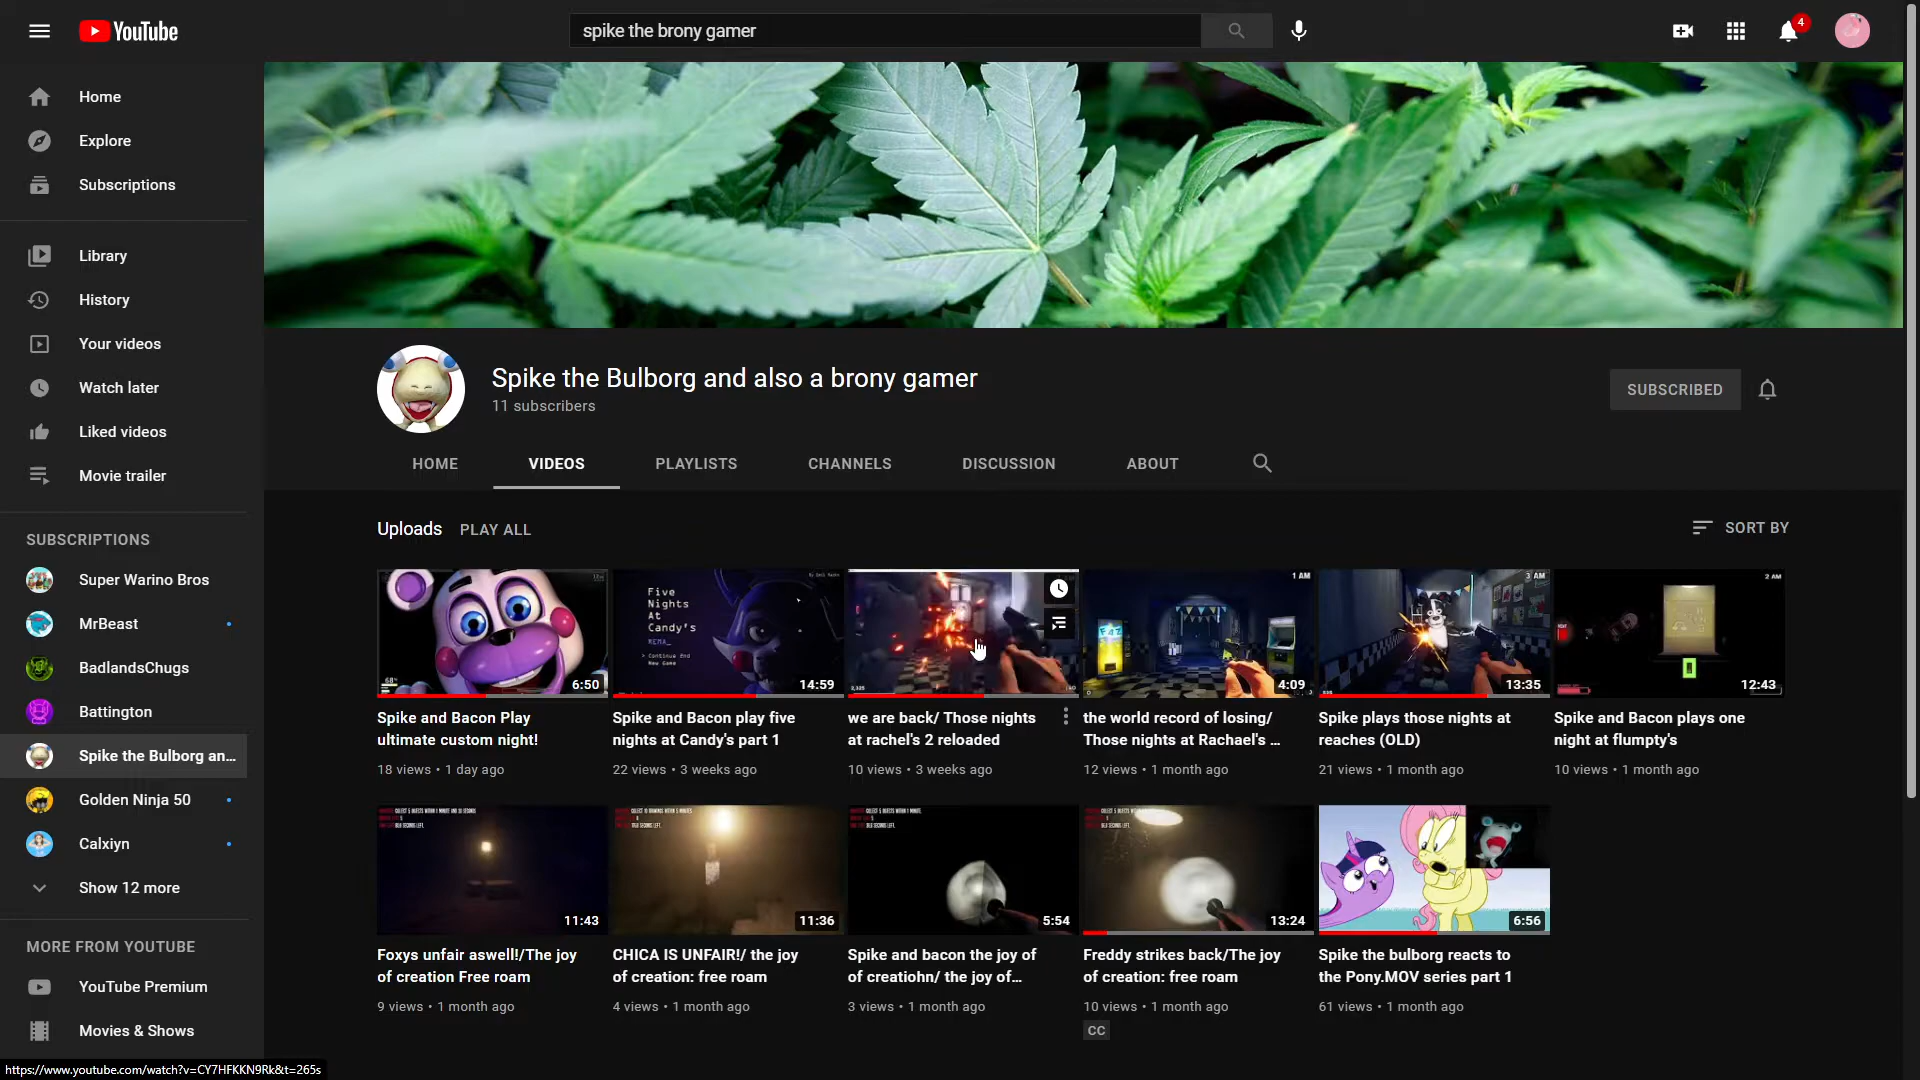 YouTube
spike the brony gamer
4
Home
Explore
Subscriptions
Library
History
Your videos
Watch later
Liked videos
Movie trailer
SUBSCRIPTIONS
Super Warino Bros
MrBeast
BadlandsChugs
Battington
Spike the Bulborg an...
Golden Ninja 50
Calxiyn
Show 12 more
MORE FROM YOUTUBE
YouTube Premium
Movies & Shows
https://www.youtube.com/watch?v=CY7HFKKN9Rk&t=265s
Spike the Bulborg and also a brony gamer
11 subscribers
SUBSCRIBED
HOME
VIDEOS
PLAYLISTS
CHANNELS
DISCUSSION
ABOUT
Uploads
PLAY ALL
SORT BY
6:50
Spike and Bacon Play
ultimate custom night!
18 views • 1 day ago
Five
Nights
At
Candy's
Continue
New Game
14:59
Spike and Bacon play five
nights at Candy's part 1
22 views • 3 weeks ago
we are back/ Those nights
at rachel's 2 reloaded
10 views • 3 weeks ago
1 AM
4:09
the world record of losing/
Those nights at Rachael's ...
12 views • 1 month ago
3 AM
13:35
Spike plays those nights at
reaches (OLD)
21 views • 1 month ago
2 AM
12:43
Spike and Bacon plays one
night at flumpty's
10 views • 1 month ago
11:43
Foxys unfair aswell!/The joy
of creation Free roam
9 views • 1 month ago
11:36
CHICA IS UNFAIR!/ the joy
of creation: free roam
4 views • 1 month ago
5:54
Spike and bacon the joy of
of creatiohn/ the joy of...
3 views • 1 month ago
13:24
Freddy strikes back/The joy
of creation: free roam
10 views • 1 month ago
CC
6:56
Spike the bulborg reacts to
the Pony.MOV series part 1
61 views • 1 month ago